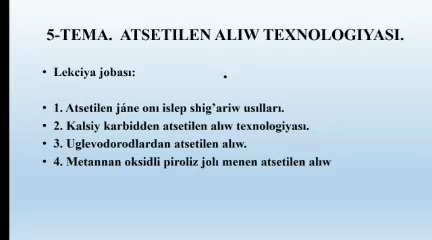 5-TEMA. ATSETILEN ALIW TEXNOLOGIYASI.
• Lekciya jobası:
• 1. Atsetilen jáne onı islep shig’ariw usılları.
• 2. Kalsiy karbidden atsetilen alıw texnologiyası.
• 3. Uglevodorodlardan atsetilen alıw.
• 4. Metannan oksidli piroliz jolı menen atsetilen alıw